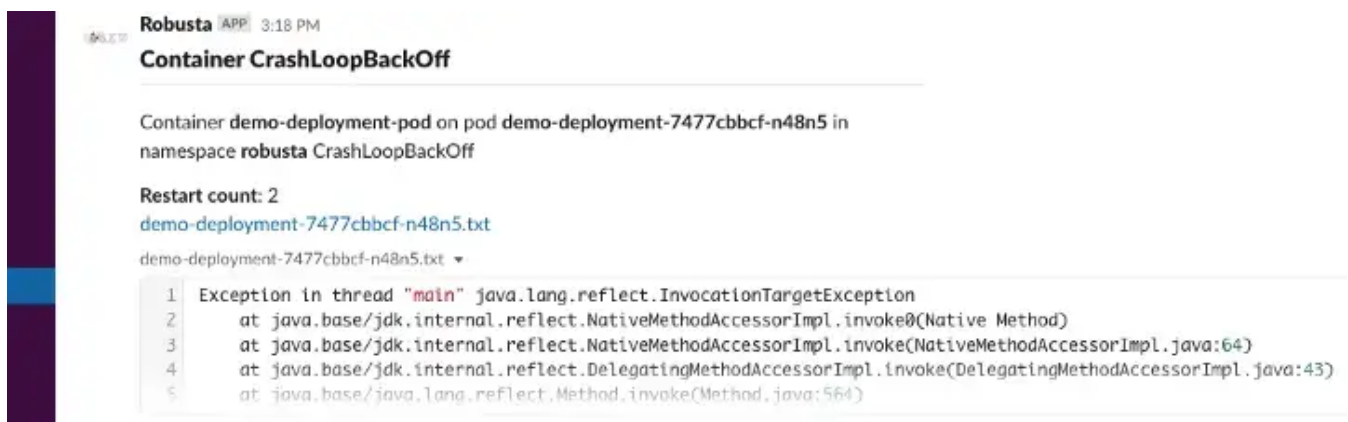 Robusta APP 3:18 PM
Container CrashLoopBackOff
Container demo-deployment-pod on pod demo-deployment-7477cbbcf-n48n5 in
namespace robusta CrashLoopBackOff
Restart count: 2
demo-deployment-7477cbbcf-n48n5.txt
demo-deployment-7477cbbcf-n48n5.txt ▾
1 Exception in thread "main" java.lang.reflect.InvocationTargetException
2 at java.base/jdk.internal.reflect.NativeMethodAccessorImpl.invoke0(Native Method)
3 at java.base/jdk.internal.reflect.NativeMethodAccessorImpl.invoke(NativeMethodAccessorImpl.java:64)
4 at java.base/jdk.internal.reflect.DelegatingMethodAccessorImpl.invoke(DelegatingMethodAccessorImpl.java:43)
5 at java.base/java.lang.reflect.Method.invoke(Method.java:564)